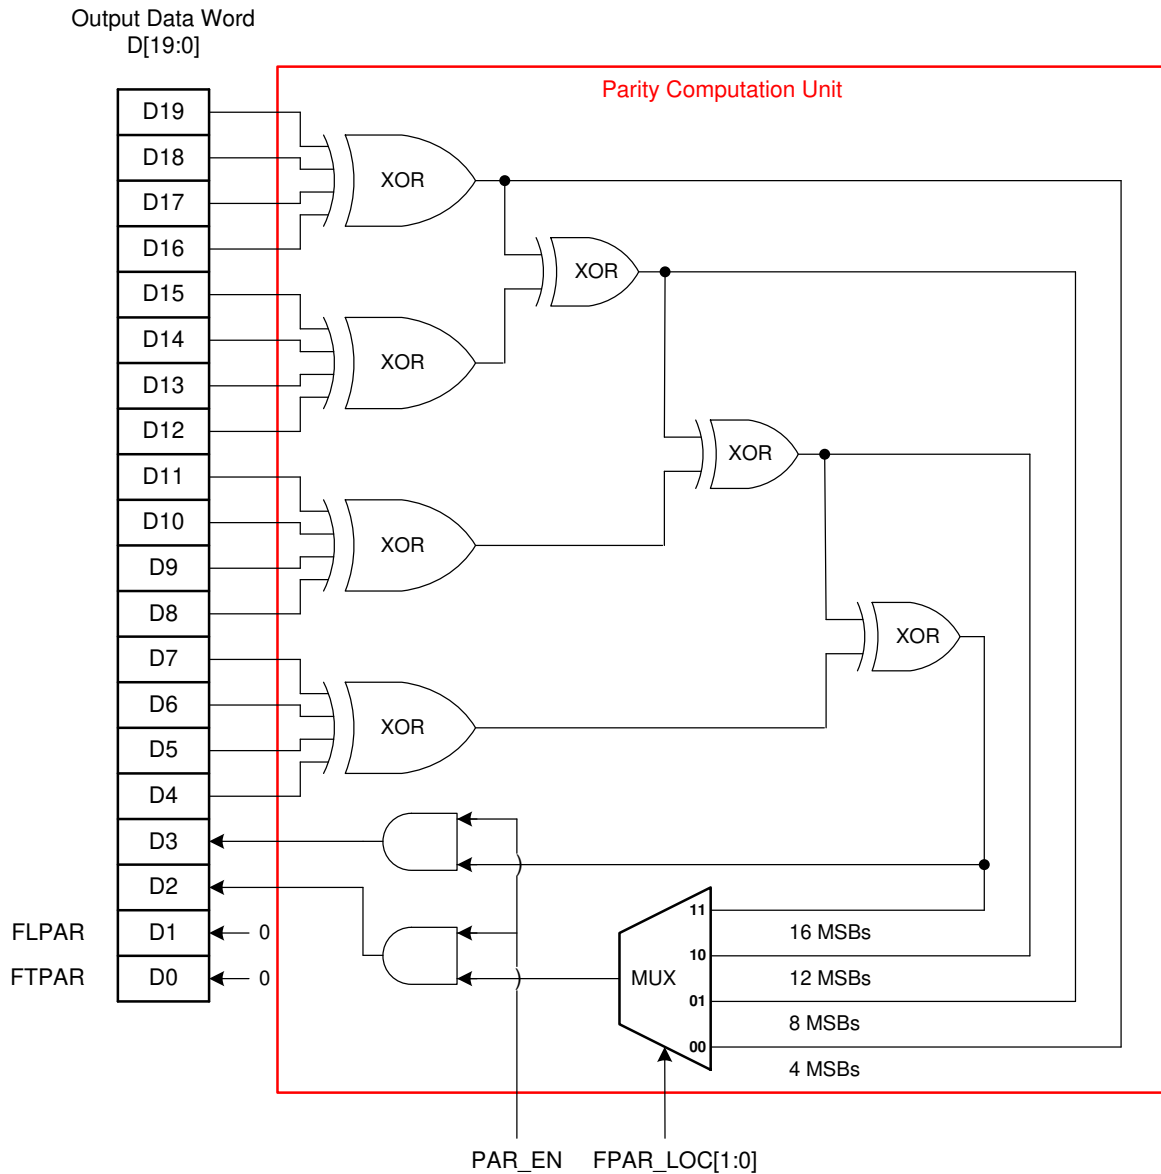 Output Data Word
D[19:0]
Parity Computation Unit
D19
D18
XOR
D17
D16
XOR
D15
D14
XOR
D13
D12
XOR
D11
D10
XOR
D9
D8
XOR
D7
D6
XOR
D5
D4
D3
D2
11
FLPAR D1 0 16 MSBs
10
FTPAR D0 0 MUX 12 MSBs
01
8 MSBs
00
4 MSBs
PAR_EN FPAR_LOC[1:0]